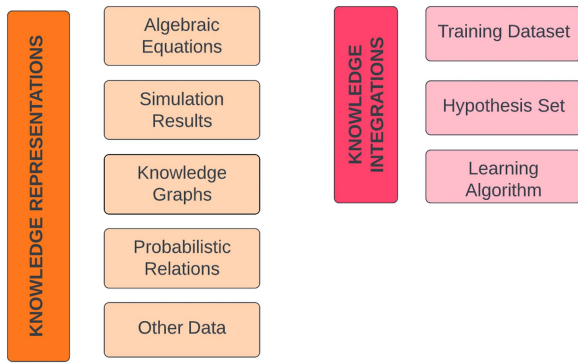 KNOWLEDGE REPRESENTATIONS
Algebraic
Equations
Simulation
Results
Knowledge
Graphs
Probabilistic
Relations
Other Data
KNOWLEDGE
INTEGRATIONS
Training Dataset
Hypothesis Set
Learning
Algorithm